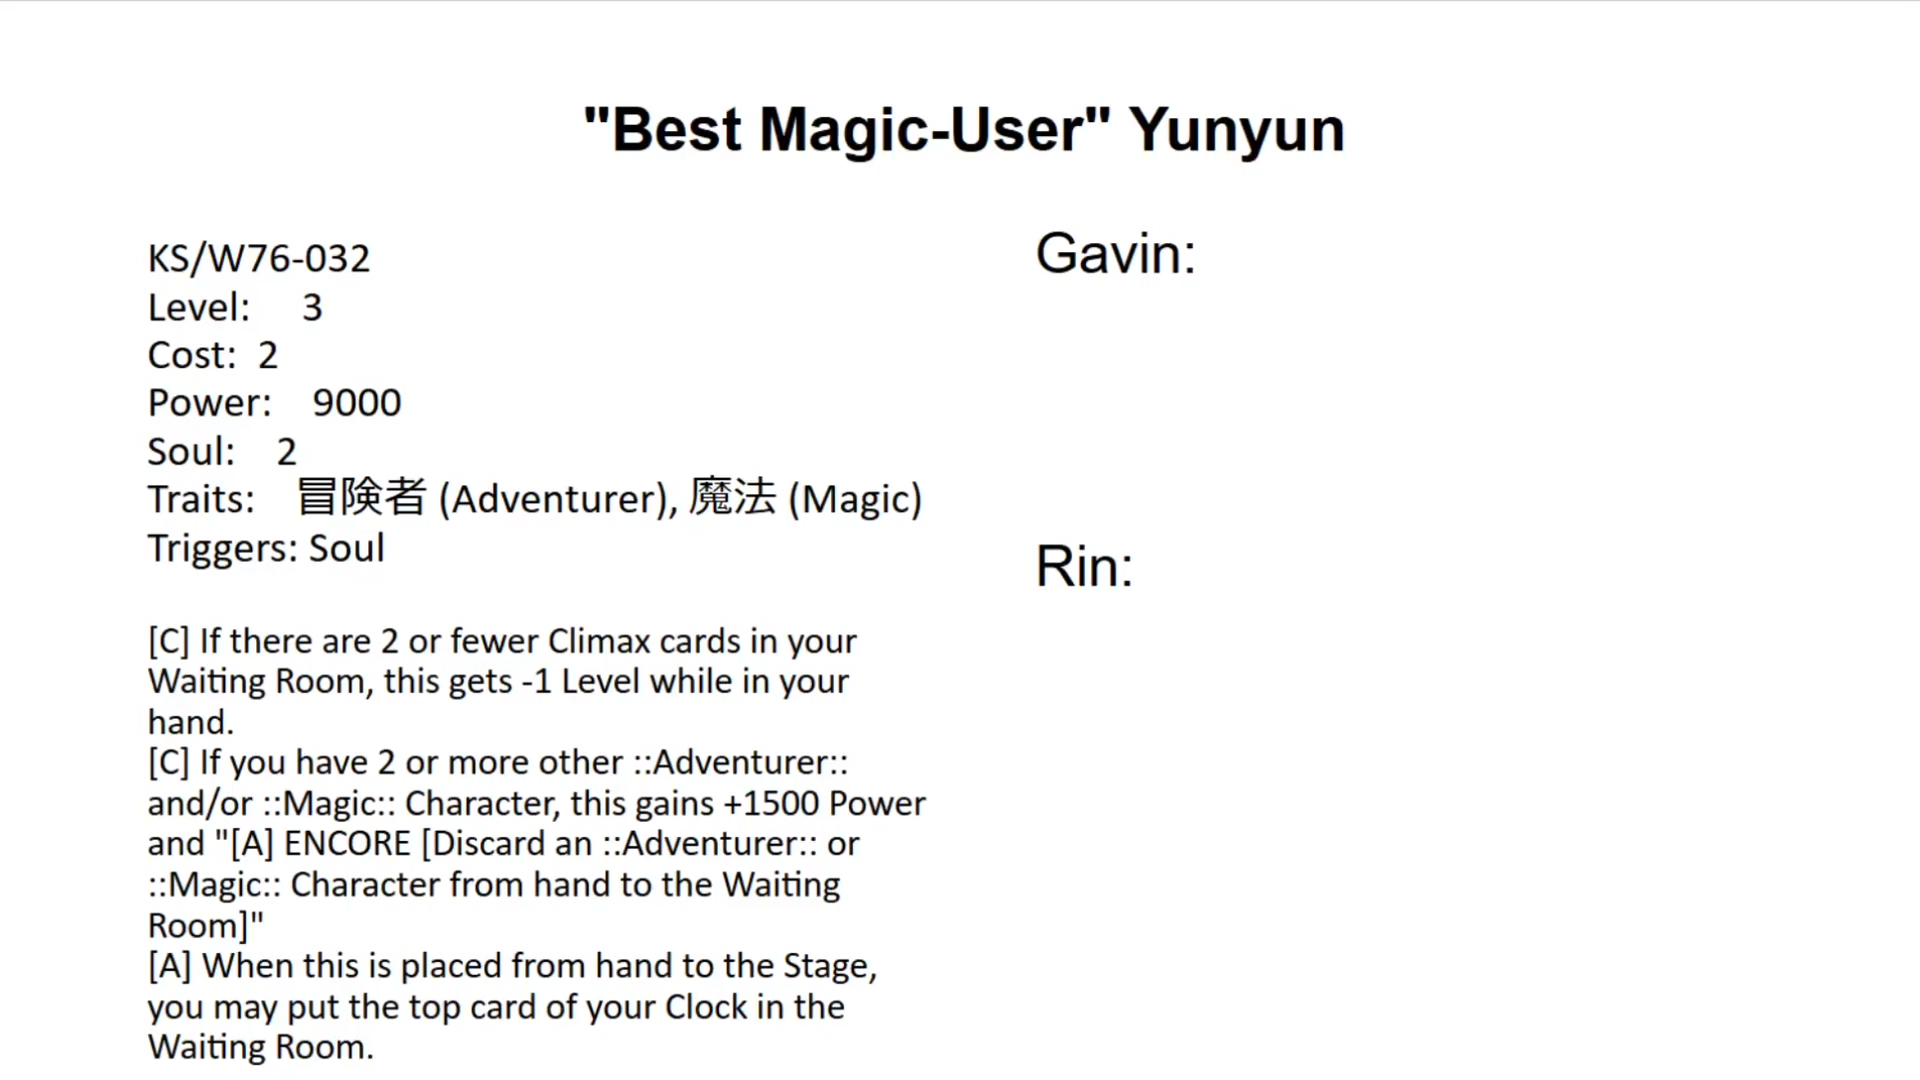 "Best Magic-User" Yunyun
KS/W76-032
Level: 3
Cost: 2
Power: 9000
Soul: 2
Traits: 冒険者 (Adventurer), 魔法 (Magic)
Triggers: Soul
[C] If there are 2 or fewer Climax cards in your
Waiting Room, this gets -1 Level while in your
hand.
[C] If you have 2 or more other ::Adventurer::
and/or ::Magic:: Character, this gains +1500 Power
and "[A] ENCORE [Discard an ::Adventurer:: or
::Magic:: Character from hand to the Waiting
Room]"
[A] When this is placed from hand to the Stage,
you may put the top card of your Clock in the
Waiting Room.
Gavin:
Rin: